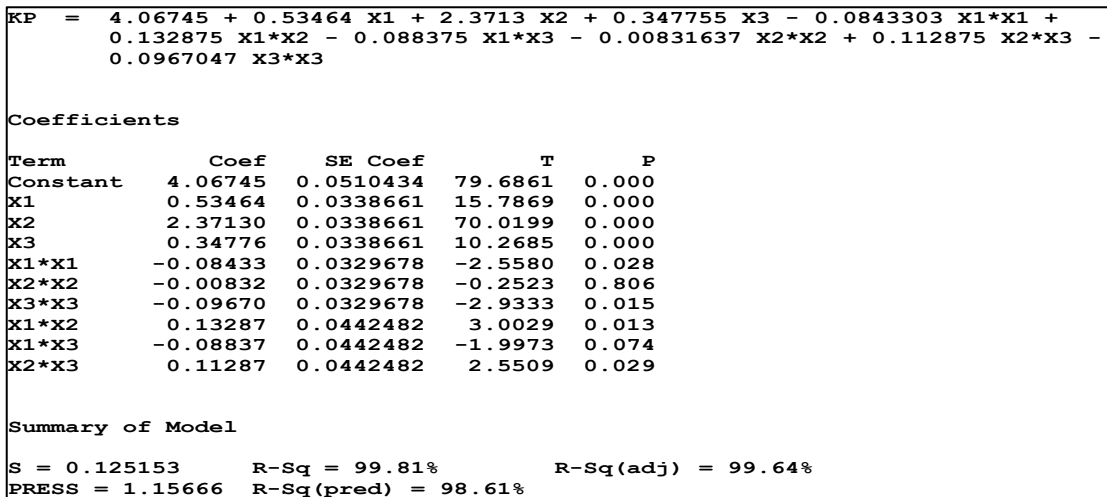 KP = 4.06745 + 0.53464 X1 + 2.3713 X2 + 0.347755 X3 - 0.0843303 X1*X1 +
0.132875 X1*X2 - 0.088375 X1*X3 - 0.00831637 X2*X2 + 0.112875 X2*X3 -
0.0967047 X3*X3
Coefficients
Term Coef SE Coef T P
Constant 4.06745 0.0510434 79.6861 0.000
X1 0.53464 0.0338661 15.7869 0.000
X2 2.37130 0.0338661 70.0199 0.000
X3 0.34776 0.0338661 10.2685 0.000
X1*X1 -0.08433 0.0329678 -2.5580 0.028
X2*X2 -0.00832 0.0329678 -0.2523 0.806
X3*X3 -0.09670 0.0329678 -2.9333 0.015
X1*X2 0.13287 0.0442482 3.0029 0.013
X1*X3 -0.08837 0.0442482 -1.9973 0.074
X2*X3 0.11287 0.0442482 2.5509 0.029
Summary of Model
S = 0.125153 R-Sq = 99.81% R-Sq(adj) = 99.64%
PRESS = 1.15666 R-Sq(pred) = 98.61%